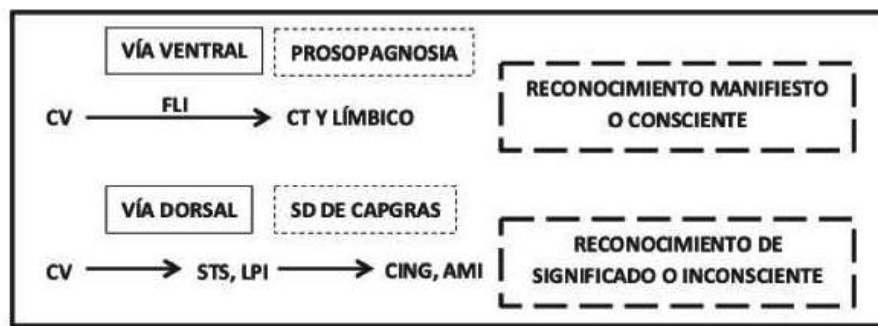 VÍA VENTRAL PROSOPAGNOSIA
RECONOCIMIENTO MANIFIESTO
O CONSCIENTE
FLI
CV CT Y LÍMBICO
VÍA DORSAL SD DE CAPGRAS
RECONOCIMIENTO DE
SIGNIFICADO O INCONSCIENTE
CV STS, LPI CING, AMI